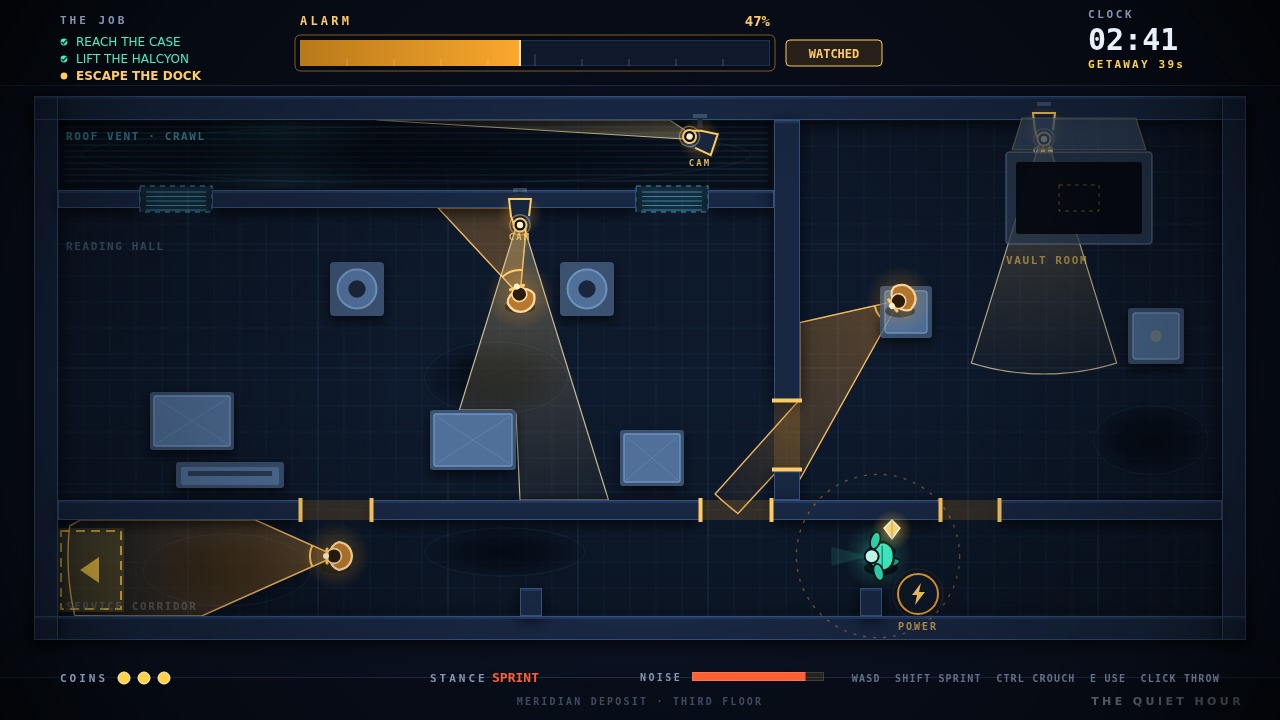 THE JOB
REACH THE CASE
LIFT THE HALCYON
ESCAPE THE DOCK
ALARM
47%
WATCHED
CLOCK
02:41
GETAWAY 39s
ROOF VENT · CRAWL
CAM
CAM
CAM
READING HALL
VAULT ROOM
SERVICE CORRIDOR
POWER
COINS
STANCE SPRINT
NOISE
WASD SHIFT SPRINT CTRL CROUCH E USE CLICK THROW
MERIDIAN DEPOSIT · THIRD FLOOR
THE QUIET HOUR